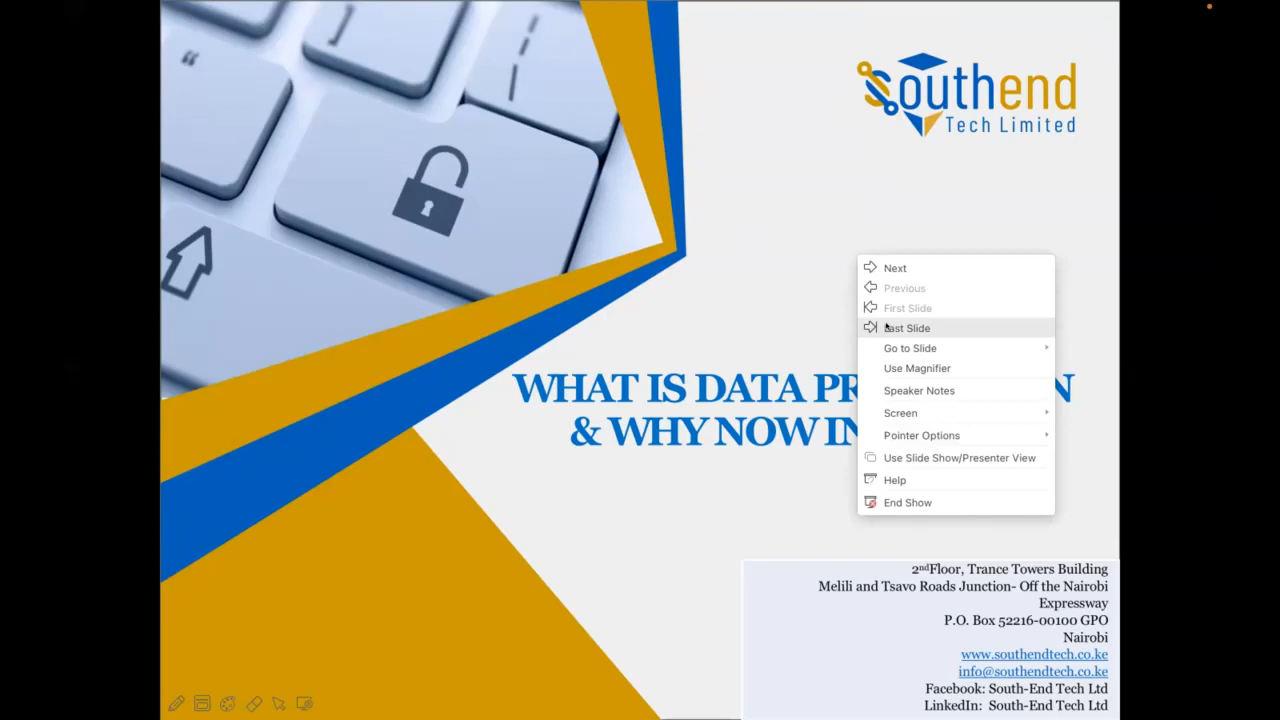 southend
Tech Limited
Next
Previous
First Slide
Last Slide
Go to Slide
Use Magnifier
Speaker Notes
Screen
Pointer Options
Use Slide Show/Presenter View
Help
End Show
WHAT IS DATA PR N
& WHY NOW IN
2ndFloor, Trance Towers Building
Melili and Tsavo Roads Junction- Off the Nairobi
Expressway
P.O. Box 52216-00100 GPO
Nairobi
www.southendtech.co.ke
info@southendtech.co.ke
Facebook: South-End Tech Ltd
LinkedIn: South-End Tech Ltd